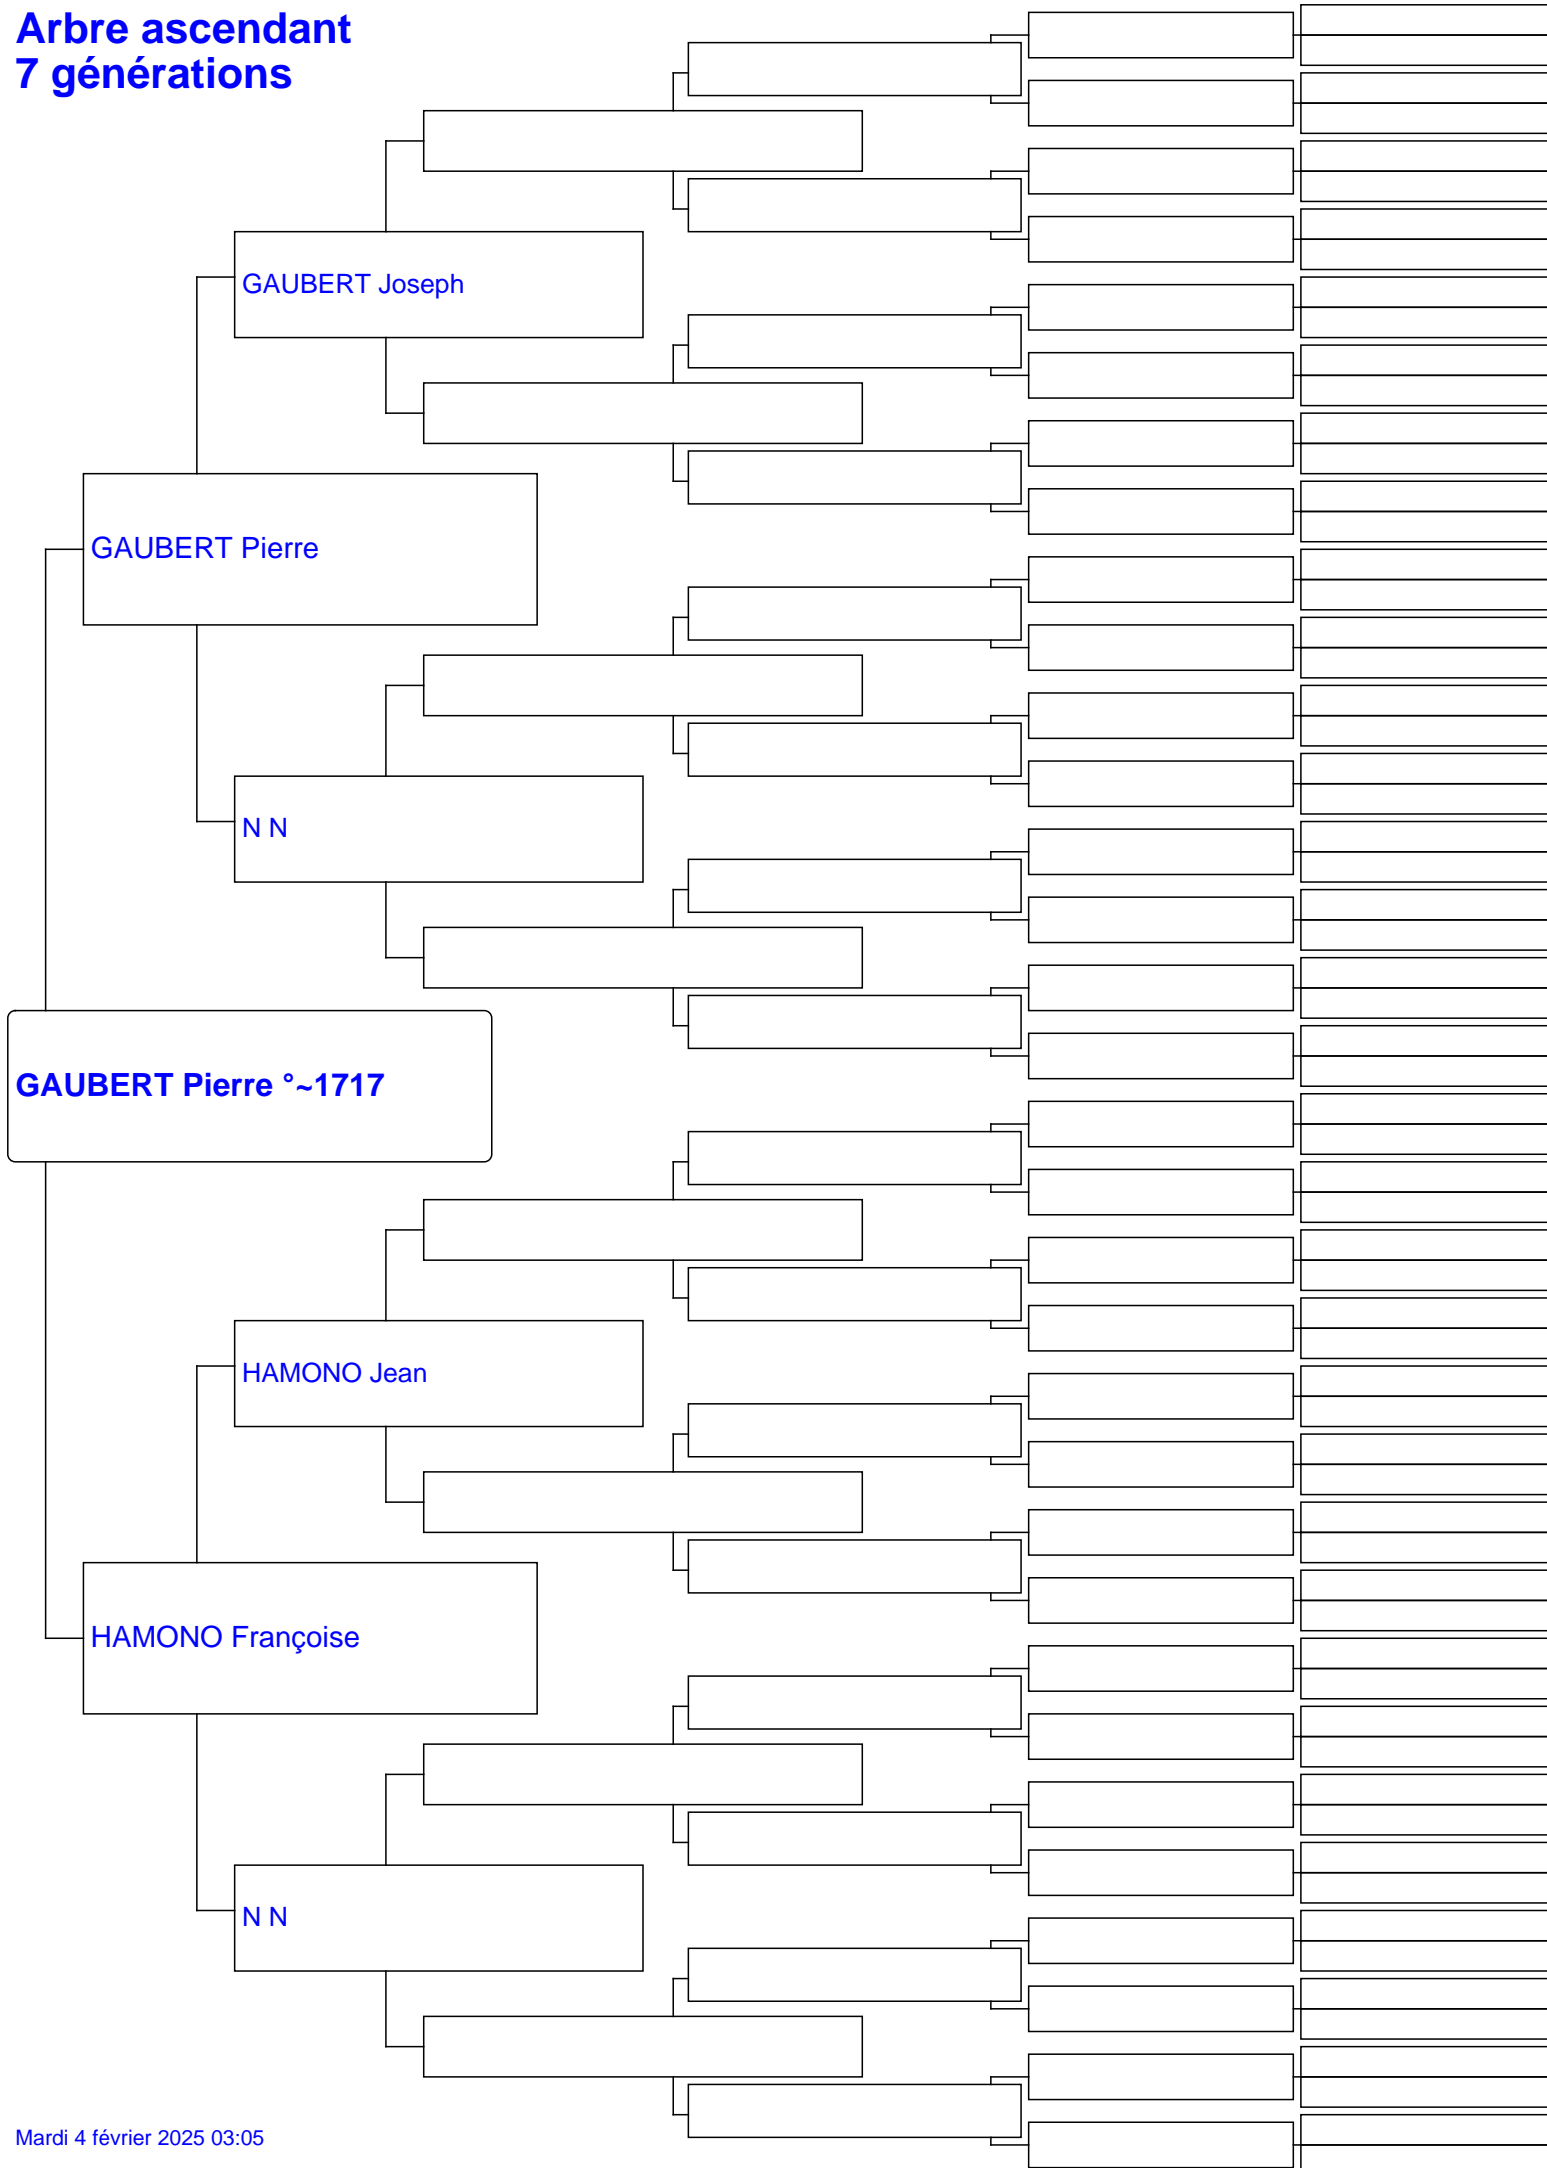 Arbre ascendant
7 générations
GAUBERT Joseph
GAUBERT Pierre
N N
GAUBERT Pierre °~1717
HAMONO Jean
HAMONO Françoise
N N
Mardi 4 février 2025 03:05